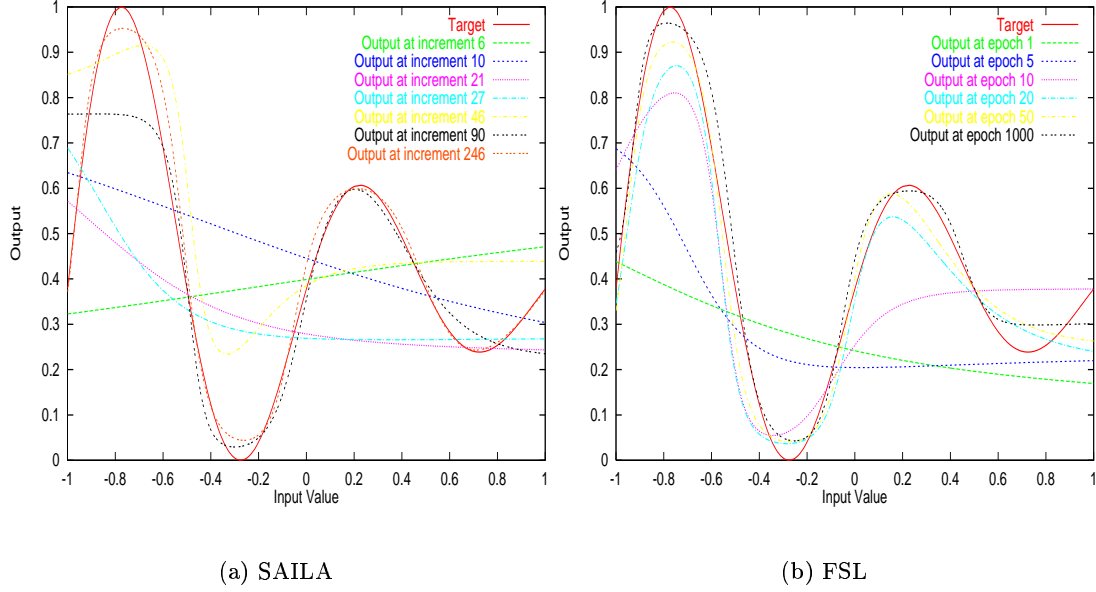 1
0.9
0.8
0.7
0.6
0.5
0.4
0.3
0.2
0.1
0
-1 -0.8 -0.6 -0.4 -0.2 0 0.2 0.4 0.6 0.8 1
Output
Input Value
Target
Output at increment 6
Output at increment 10
Output at increment 21
Output at increment 27
Output at increment 46
Output at increment 90
Output at increment 246
(a) SAILA
1
0.9
0.8
0.7
0.6
0.5
0.4
0.3
0.2
0.1
0
-1 -0.8 -0.6 -0.4 -0.2 0 0.2 0.4 0.6 0.8 1
Output
Input Value
Target
Output at epoch 1
Output at epoch 5
Output at epoch 10
Output at epoch 20
Output at epoch 50
Output at epoch 1000
(b) FSL